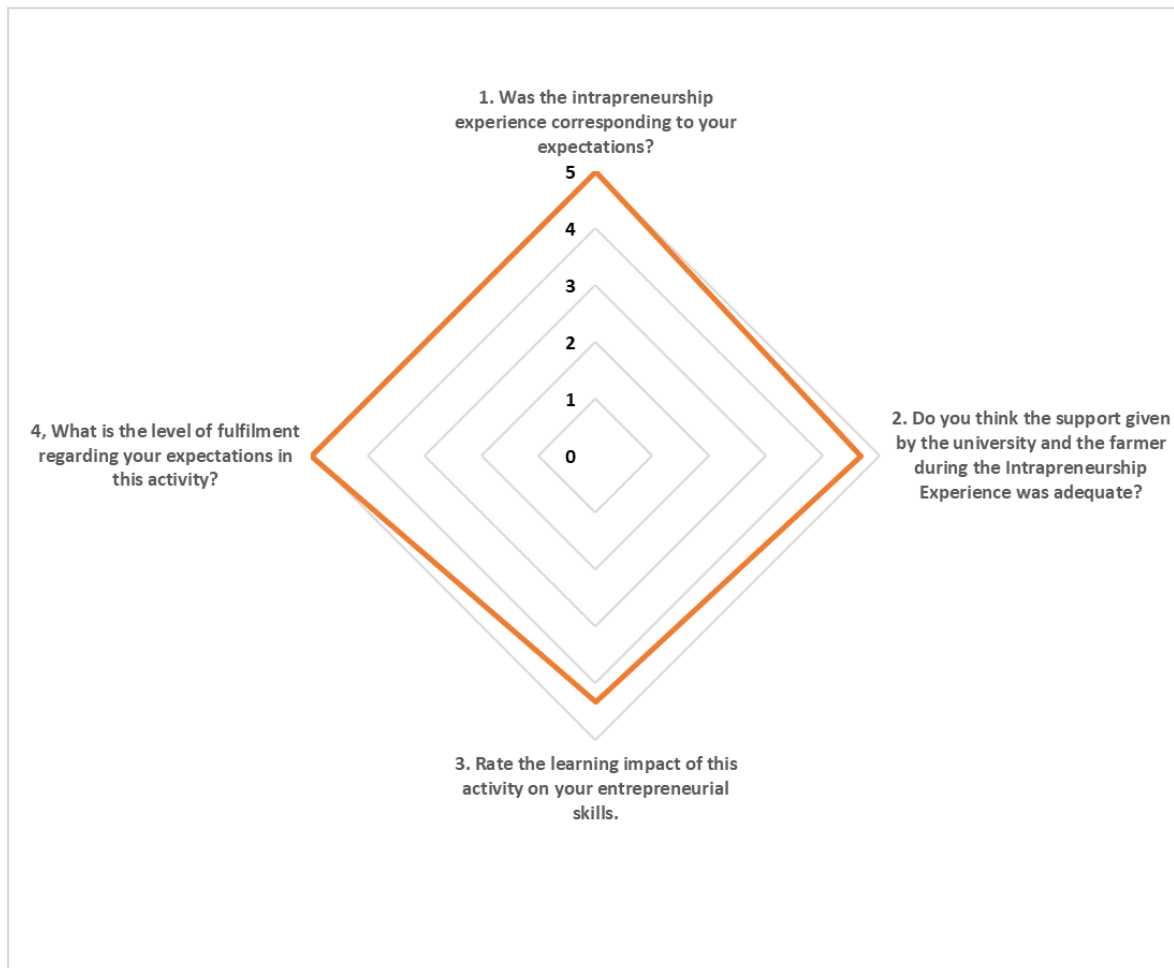 1. Was the intrapreneurship
experience corresponding to your
expectations?
5
4
3
2
1
0
2. Do you think the support given
by the university and the farmer
during the Intrapreneurship
Experience was adequate?
4, What is the level of fulfilment
regarding your expectations in
this activity?
3. Rate the learning impact of this
activity on your entrepreneurial
skills.